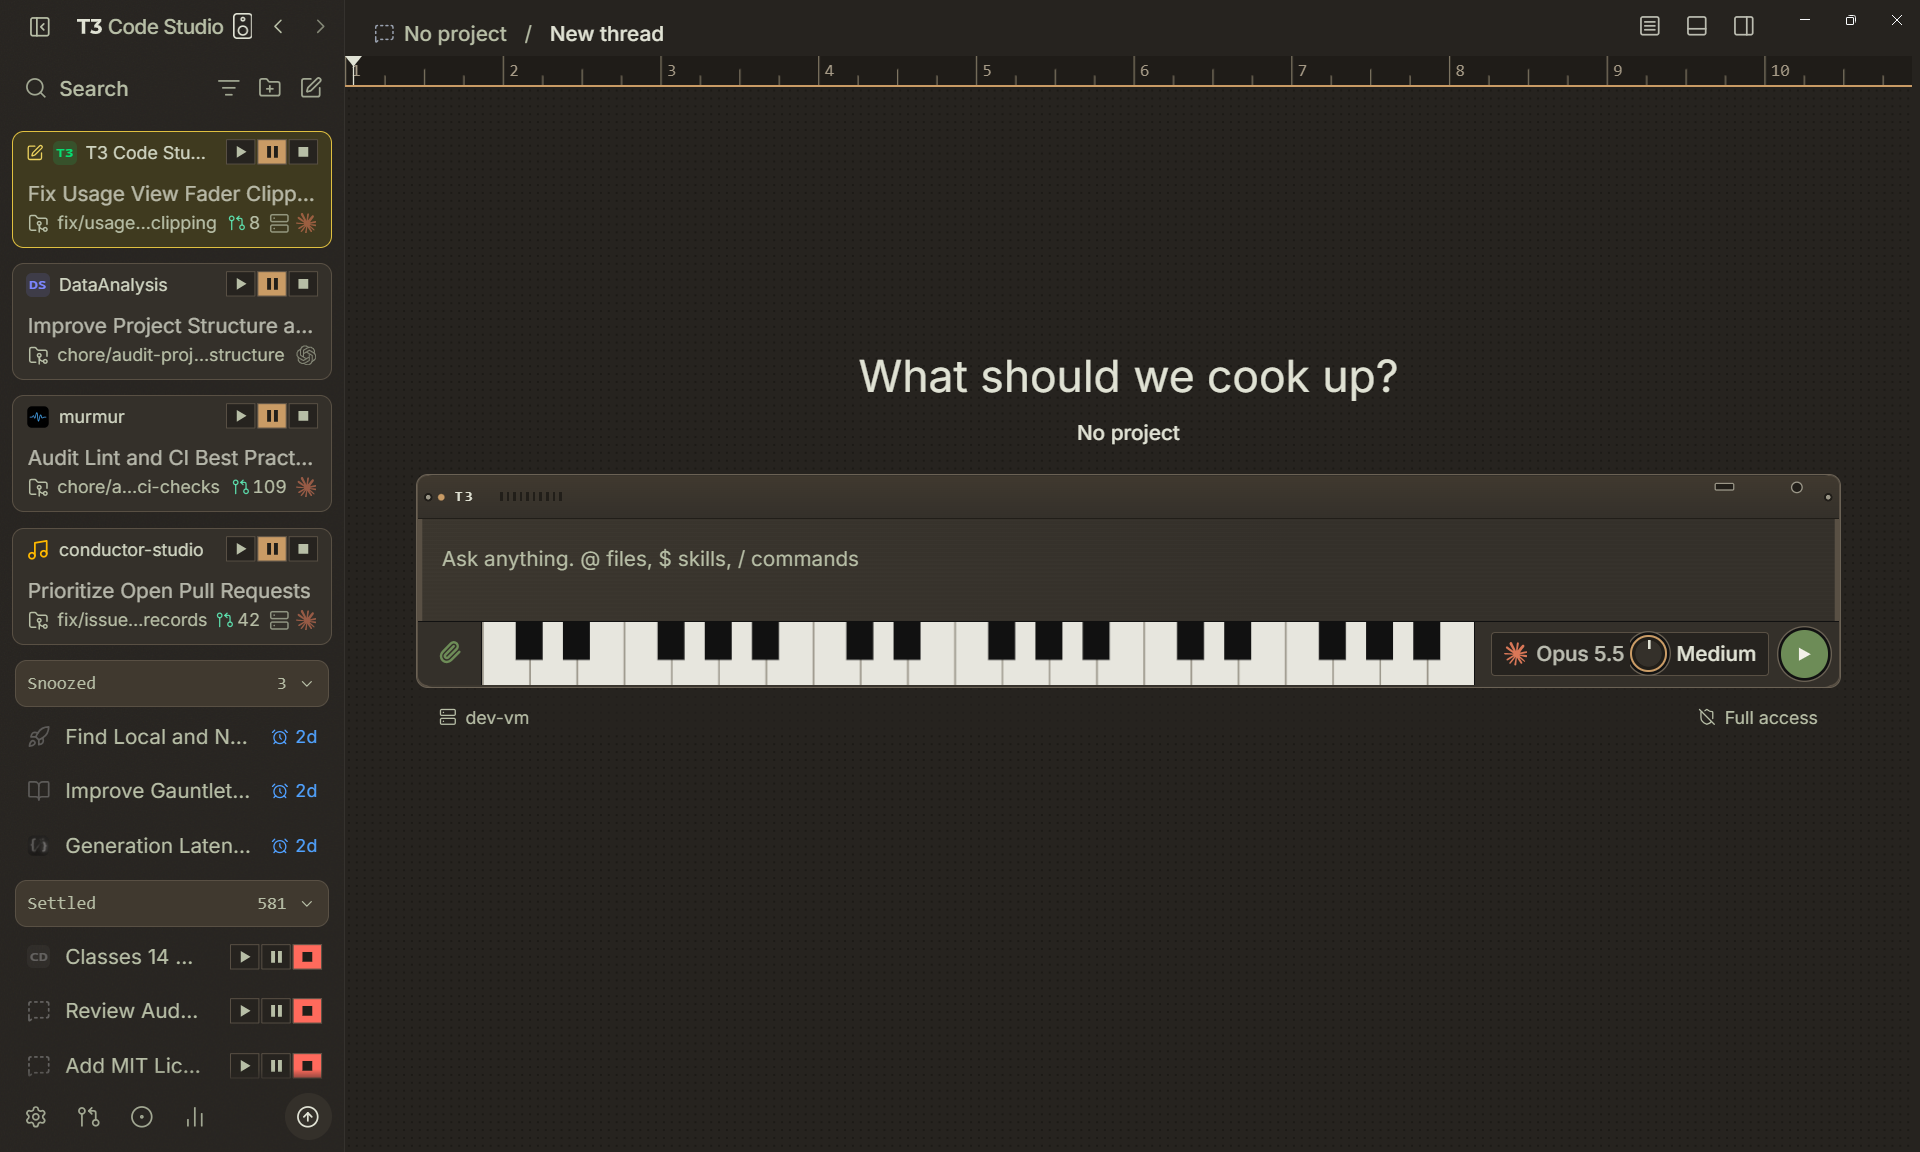 T3 Code Studio
No project / New thread
1 2 3 4 5 6 7 8 9 10
Search
T3 T3 Code Stu...
Fix Usage View Fader Clipp...
fix/usage...clipping 8
DS DataAnalysis
Improve Project Structure a...
chore/audit-proj...structure
murmur
Audit Lint and CI Best Pract...
chore/a...ci-checks 109
conductor-studio
Prioritize Open Pull Requests
fix/issue...records 42
Snoozed 3
Find Local and N... 2d
Improve Gauntlet... 2d
Generation Laten... 2d
Settled 581
CD Classes 14 ...
Review Aud...
Add MIT Lic...
What should we cook up?
No project
T3
Ask anything. @ files, $ skills, / commands
Opus 5.5 Medium
dev-vm
Full access